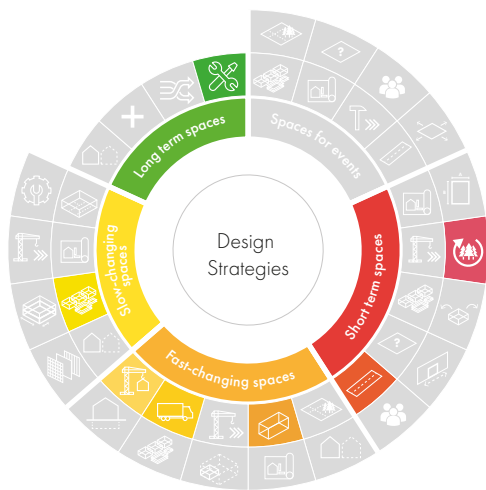 Design
Strategies
Spaces for events
Short term spaces
Fast-changing spaces
Slow-changing
spaces
Long term spaces
?
?